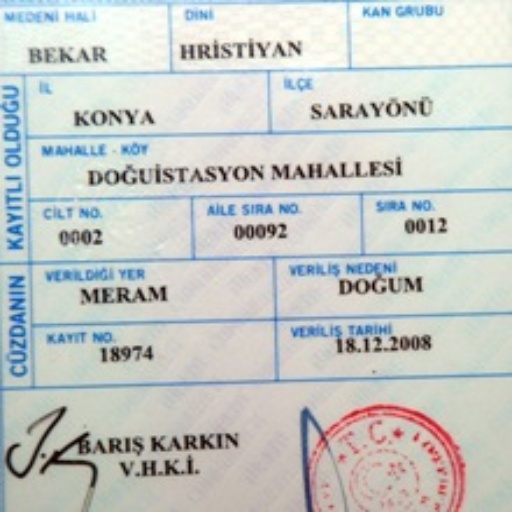 MEDENİ HALİ DİNİ KAN GRUBU
BEKAR HRİSTİYAN
KAYITLI OLDUĞU
İL İLÇE
KONYA SARAYÖNÜ
MAHALLE - KÖY
DOĞUİSTASYON MAHALLESİ
CİLT NO. AİLE SIRA NO. SIRA NO.
0002 00092 0012
CÜZDANIN
VERİLDİĞİ YER VERİLİŞ NEDENİ
MERAM DOĞUM
KAYIT NO. VERİLİŞ TARİHİ
18974 18.12.2008
BARIŞ KARKIN
V.H.K.İ.
T.C.